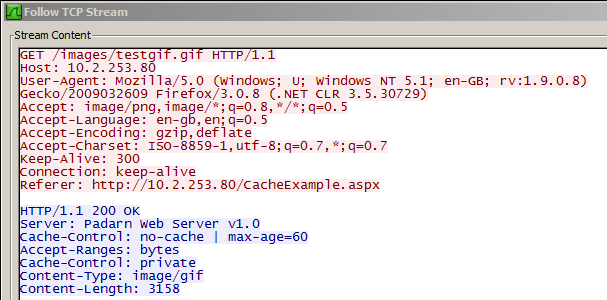 Follow TCP Stream
Stream Content
GET /images/testgif.gif HTTP/1.1
Host: 10.2.253.80
User-Agent: Mozilla/5.0 (Windows; U; Windows NT 5.1; en-GB; rv:1.9.0.8)
Gecko/2009032609 Firefox/3.0.8 (.NET CLR 3.5.30729)
Accept: image/png,image/*;q=0.8,*/*;q=0.5
Accept-Language: en-gb,en;q=0.5
Accept-Encoding: gzip,deflate
Accept-Charset: ISO-8859-1,utf-8;q=0.7,*;q=0.7
Keep-Alive: 300
Connection: keep-alive
Referer: http://10.2.253.80/CacheExample.aspx
HTTP/1.1 200 OK
Server: Padarn Web Server v1.0
Cache-Control: no-cache | max-age=60
Accept-Ranges: bytes
Cache-Control: private
Content-Type: image/gif
Content-Length: 3158